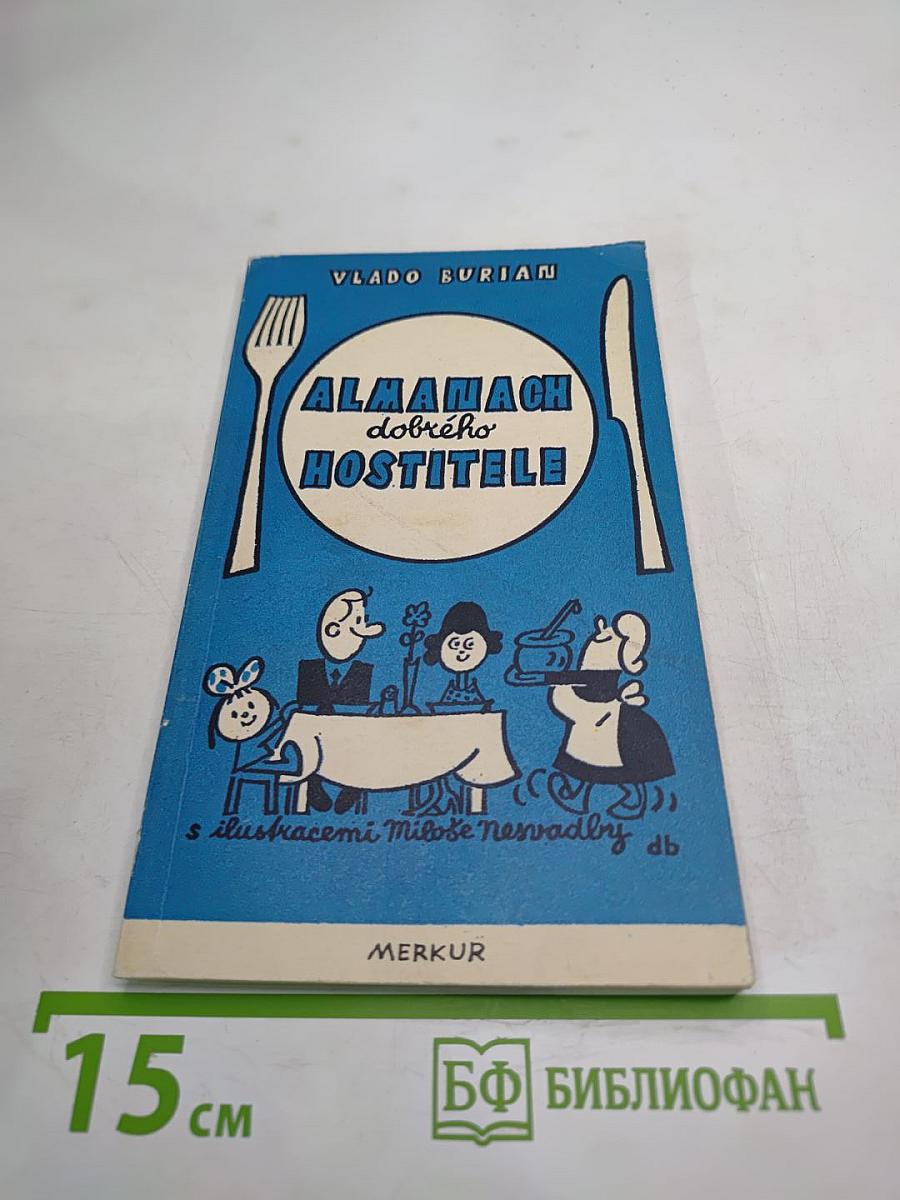 VLADO BURIAN
ALMANACH
dobrého
HOSTITELE
s ilustracemi Miloše Nesvadby
db
MERKUR
15 см
БФ БИБЛИОФАН